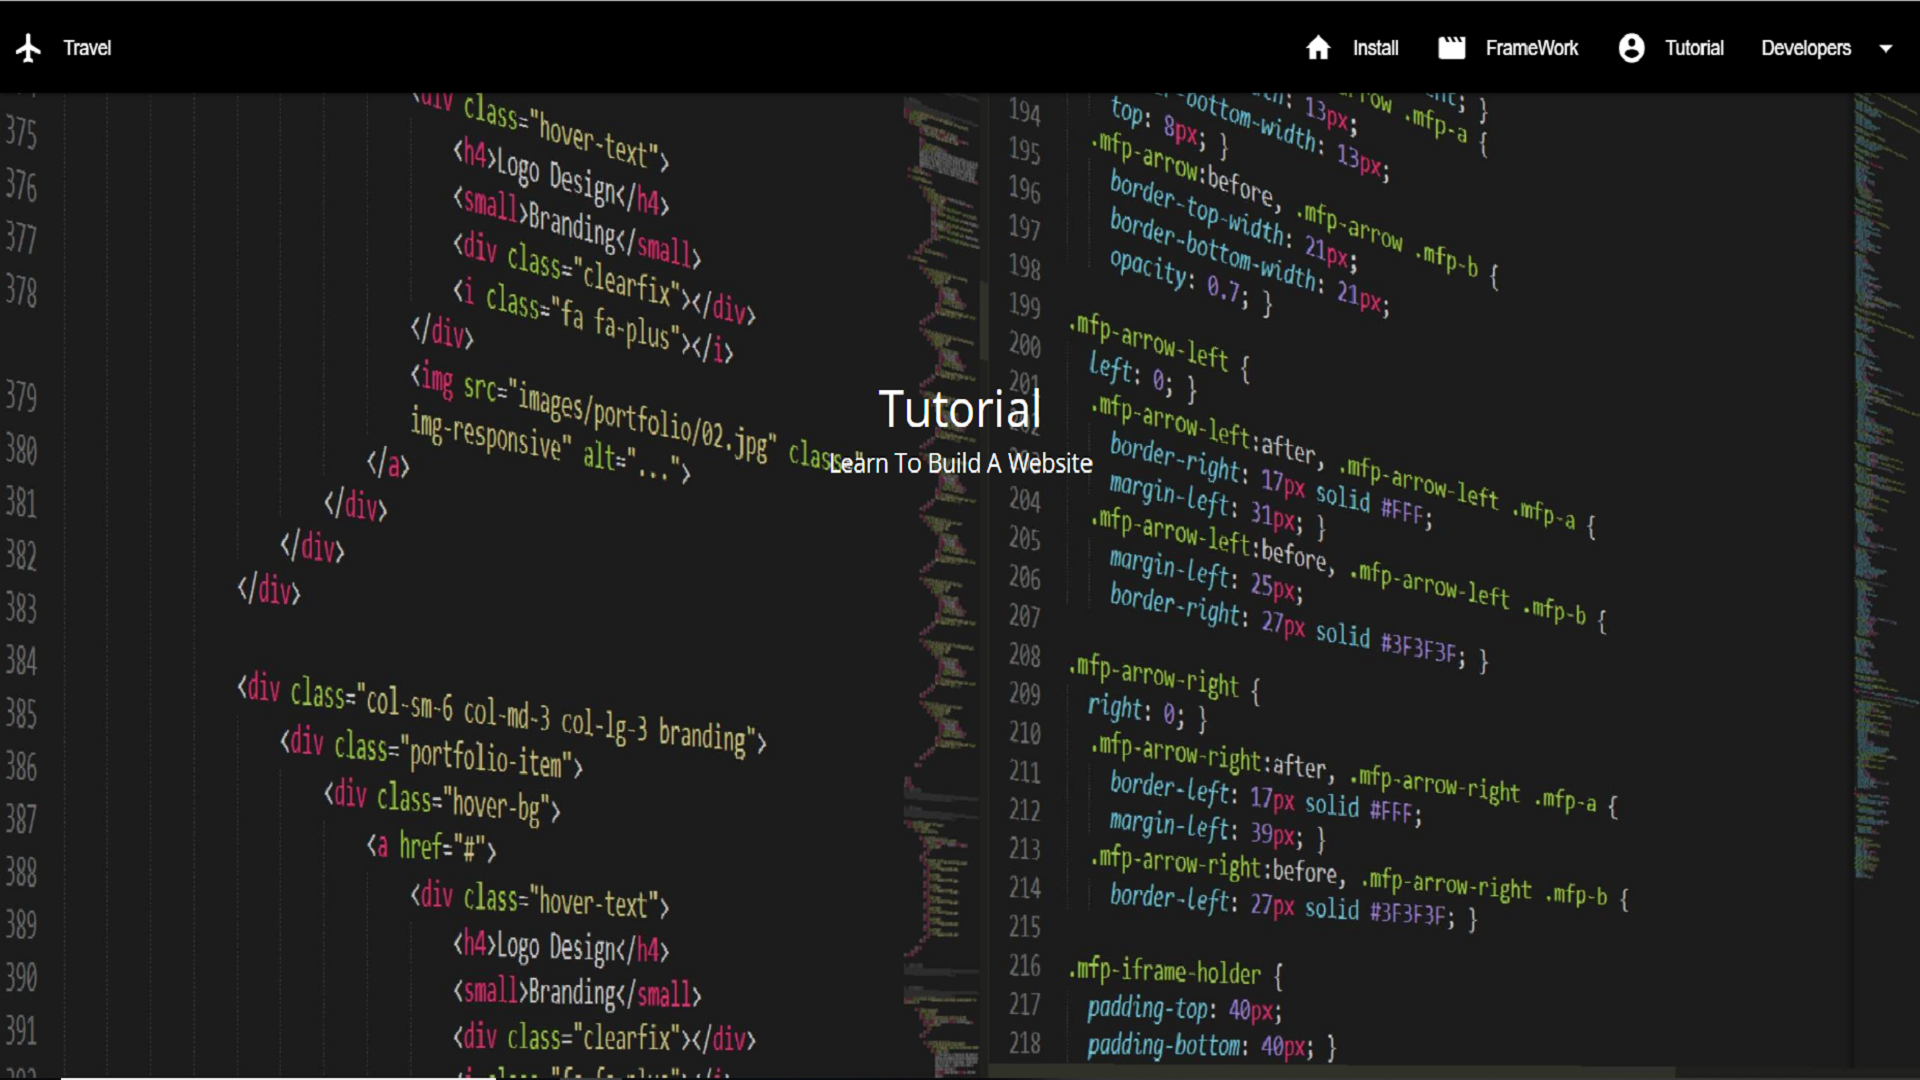 Travel
Install
FrameWork
Tutorial
Developers
Tutorial
Learn To Build A Website
375
376
377
378
379
380
381
382
383
384
385
386
387
388
389
390
391
<div class="hover-text">
<h4>Logo Design</h4>
<small>Branding</small>
<div class="clearfix"></div>
<i class="fa fa-plus"></i>
</div>
<img src="images/portfolio/02.jpg" class="
img-responsive" alt="...">
</a>
</div>
</div>
</div>
<div class="col-sm-6 col-md-3 col-lg-3 branding">
<div class="portfolio-item">
<div class="hover-bg">
<a href="#">
<div class="hover-text">
<h4>Logo Design</h4>
<small>Branding</small>
<div class="clearfix"></div>
194
195
196
197
198
199
200
201
204
205
206
207
208
209
210
211
212
213
214
215
216
217
218
.mfp-a {
bottom-width: 13px;
top: 8px; }
.mfp-arrow:before, .mfp-arrow .mfp-b {
border-top-width: 21px;
border-bottom-width: 21px;
opacity: 0.7; }
.mfp-arrow-left {
left: 0; }
.mfp-arrow-left:after, .mfp-arrow-left .mfp-a {
border-right: 17px solid #FFF;
margin-left: 31px; }
.mfp-arrow-left:before, .mfp-arrow-left .mfp-b {
margin-left: 25px;
border-right: 27px solid #3F3F3F; }
.mfp-arrow-right {
right: 0; }
.mfp-arrow-right:after, .mfp-arrow-right .mfp-a {
border-left: 17px solid #FFF;
margin-left: 39px; }
.mfp-arrow-right:before, .mfp-arrow-right .mfp-b {
border-left: 27px solid #3F3F3F; }
.mfp-iframe-holder {
padding-top: 40px;
padding-bottom: 40px; }